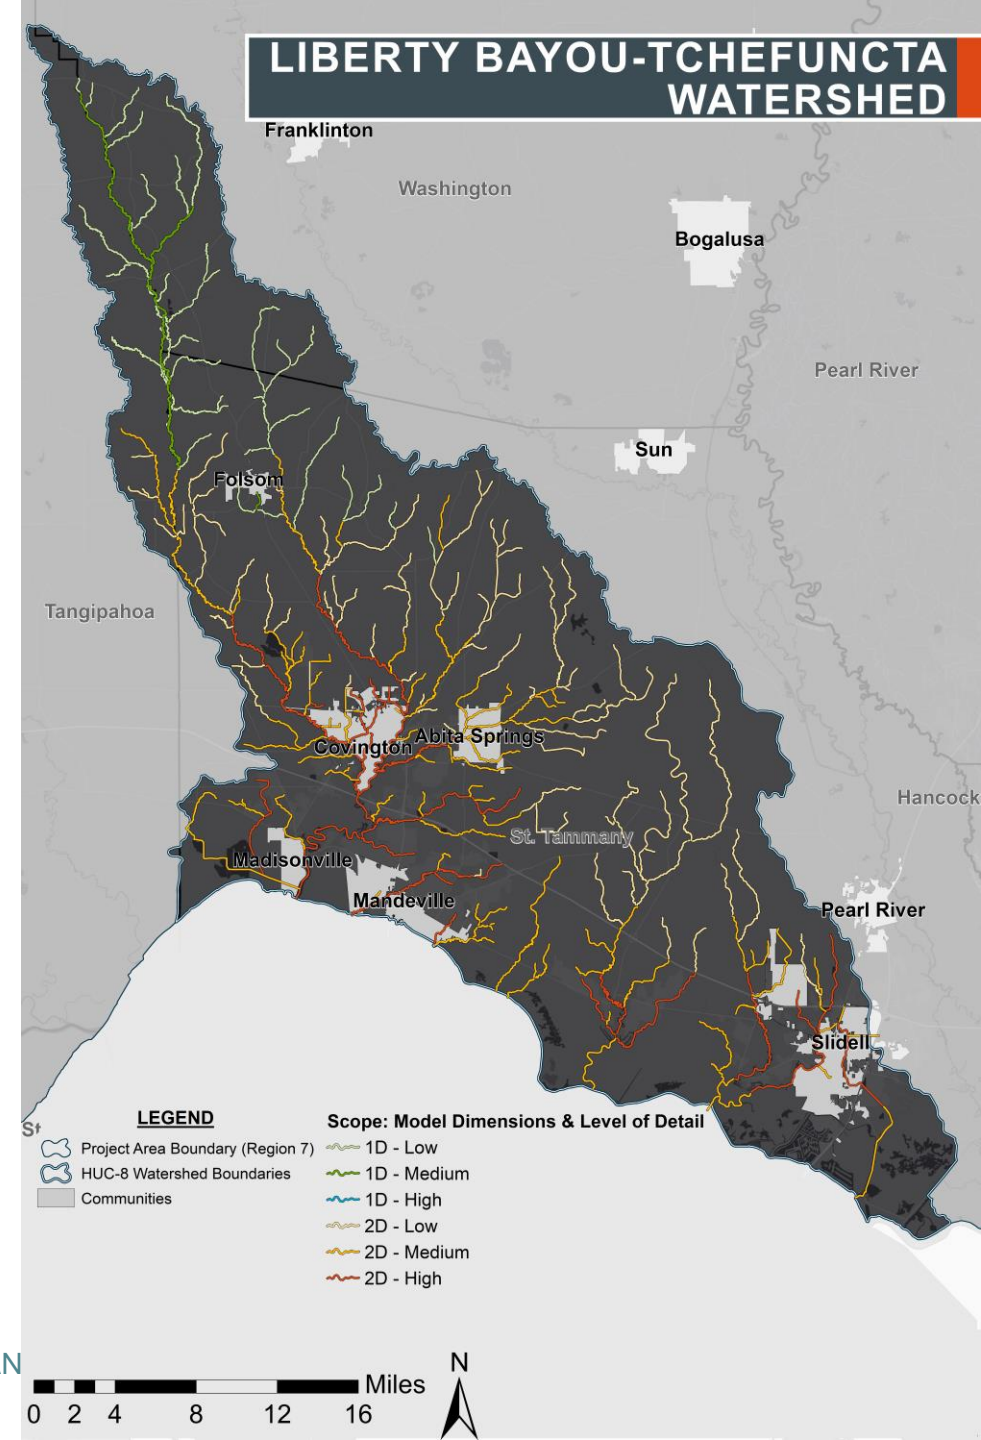 LIBERTY BAYOU-TCHEFUNCTA
WATERSHED
Franklinton
Washington
Bogalusa
Pearl River
Sun
Folsom
Tangipahoa
Covington
Abita Springs
Hancock
St. Tammany
Madisonville
Mandeville
Pearl River
Slidell
St
LEGEND
Project Area Boundary (Region 7)
HUC-8 Watershed Boundaries
Communities
Scope: Model Dimensions & Level of Detail
1D - Low
1D - Medium
1D - High
2D - Low
2D - Medium
2D - High
AN
Miles
0 2 4 8 12 16
N